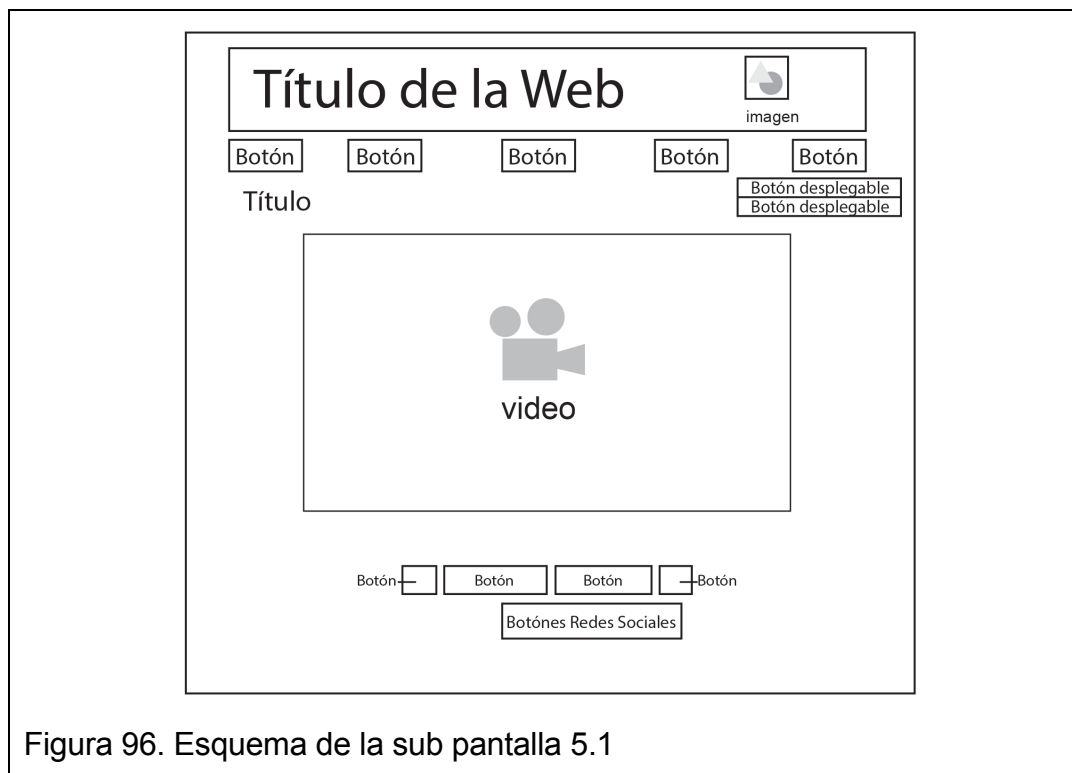 Título de la Web
imagen
Botón Botón Botón Botón Botón
Botón desplegable
Botón desplegable
Título
video
Botón Botón Botón Botón
Botónes Redes Sociales
Figura 96. Esquema de la sub pantalla 5.1